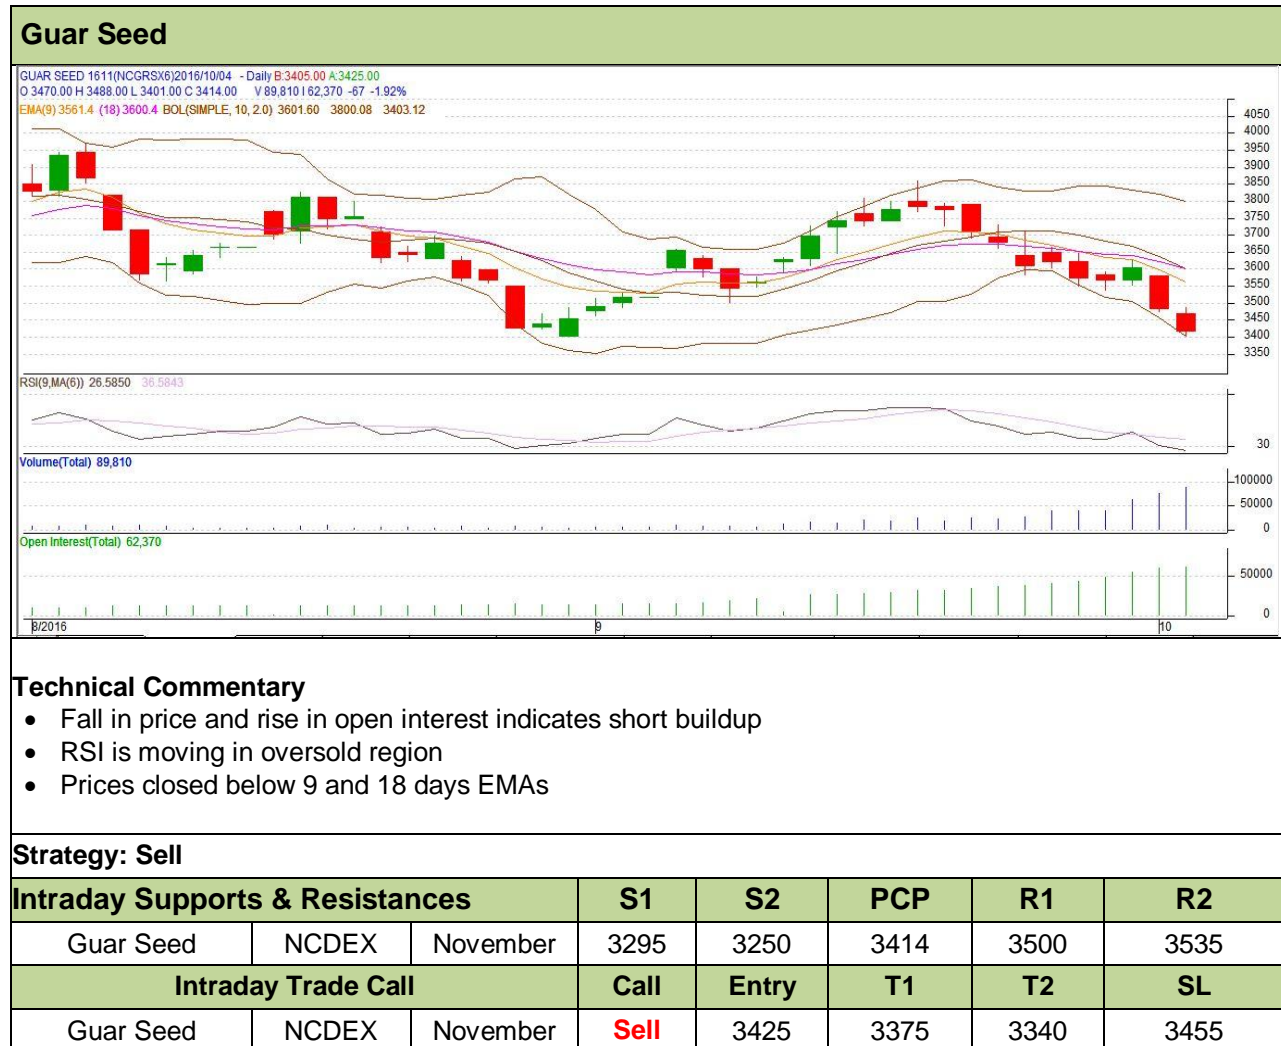 Guar Seed
GUAR SEED 1611(NCGRSX6)2016/10/04 - Daily B:3405.00 A:3425.00
O 3470.00 H 3488.00 L 3401.00 C 3414.00 V 89,810 I 62,370 -67 -1.92%
EMA(9) 3561.4 (18) 3600.4 BOL(SIMPLE, 10, 2.0) 3601.60 3800.08 3403.12
4050
4000
3950
3900
3850
3800
3750
3700
3650
3600
3550
3500
3450
3400
3350
RSI(9,MA(6)) 26.5850 36.5843
30
Volume(Total) 89,810
100000
50000
0
Open Interest(Total) 62,370
50000
0
8/2016 9 10
Technical Commentary
• Fall in price and rise in open interest indicates short buildup
• RSI is moving in oversold region
• Prices closed below 9 and 18 days EMAs
Strategy: Sell
Intraday Supports & Resistances S1 S2 PCP R1 R2
Guar Seed NCDEX November 3295 3250 3414 3500 3535
Intraday Trade Call Call Entry T1 T2 SL
Guar Seed NCDEX November Sell 3425 3375 3340 3455